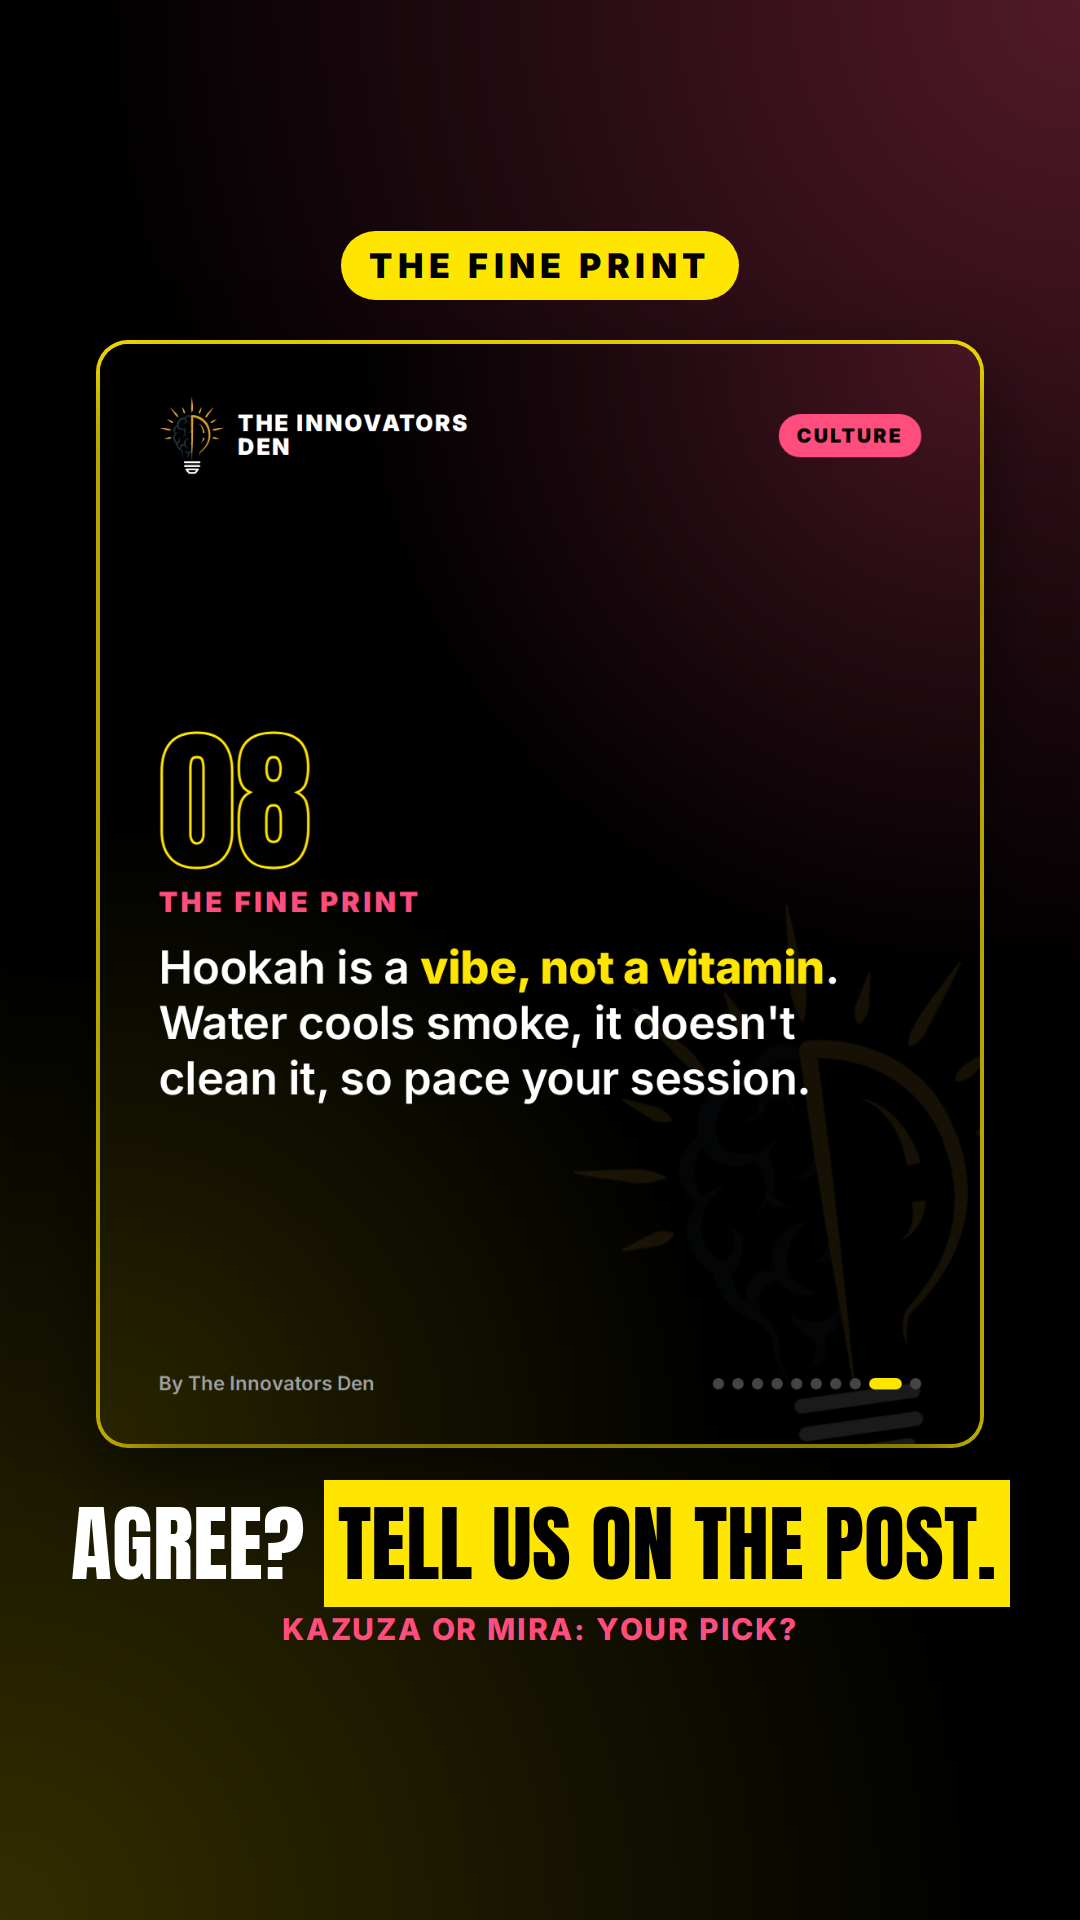 THE FINE PRINT
THE INNOVATORS
DEN
CULTURE
08
THE FINE PRINT
Hookah is a vibe, not a vitamin.
Water cools smoke, it doesn't
clean it, so pace your session.
By The Innovators Den
AGREE? TELL US ON THE POST.
KAZUZA OR MIRA: YOUR PICK?